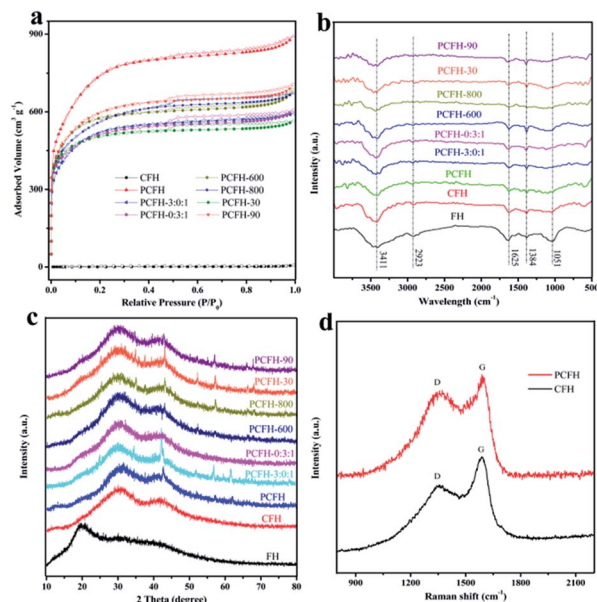 a
900
600
300
0
Adsorbed Volume (cm³ g⁻¹)
CFH
PCFH
PCFH-3:0:1
PCFH-0:3:1
PCFH-600
PCFH-800
PCFH-30
PCFH-90
0.0 0.2 0.4 0.6 0.8 1.0
Relative Pressure (P/P₀)
b
Intensity (a.u.)
PCFH-90
PCFH-30
PCFH-800
PCFH-600
PCFH-0:3:1
PCFH-3:0:1
PCFH
CFH
FH
3411
2923
1625
1384
1051
3500 3000 2500 2000 1500 1000 500
Wavelength (cm⁻¹)
c
Intensity (a.u.)
PCFH-90
PCFH-30
PCFH-800
PCFH-600
PCFH-0:3:1
PCFH-3:0:1
PCFH
CFH
FH
10 20 30 40 50 60 70 80
2 Theta (degree)
d
Intensity (a.u.)
D
G
PCFH
CFH
D
G
900 1200 1500 1800 2100
Raman shift (cm⁻¹)